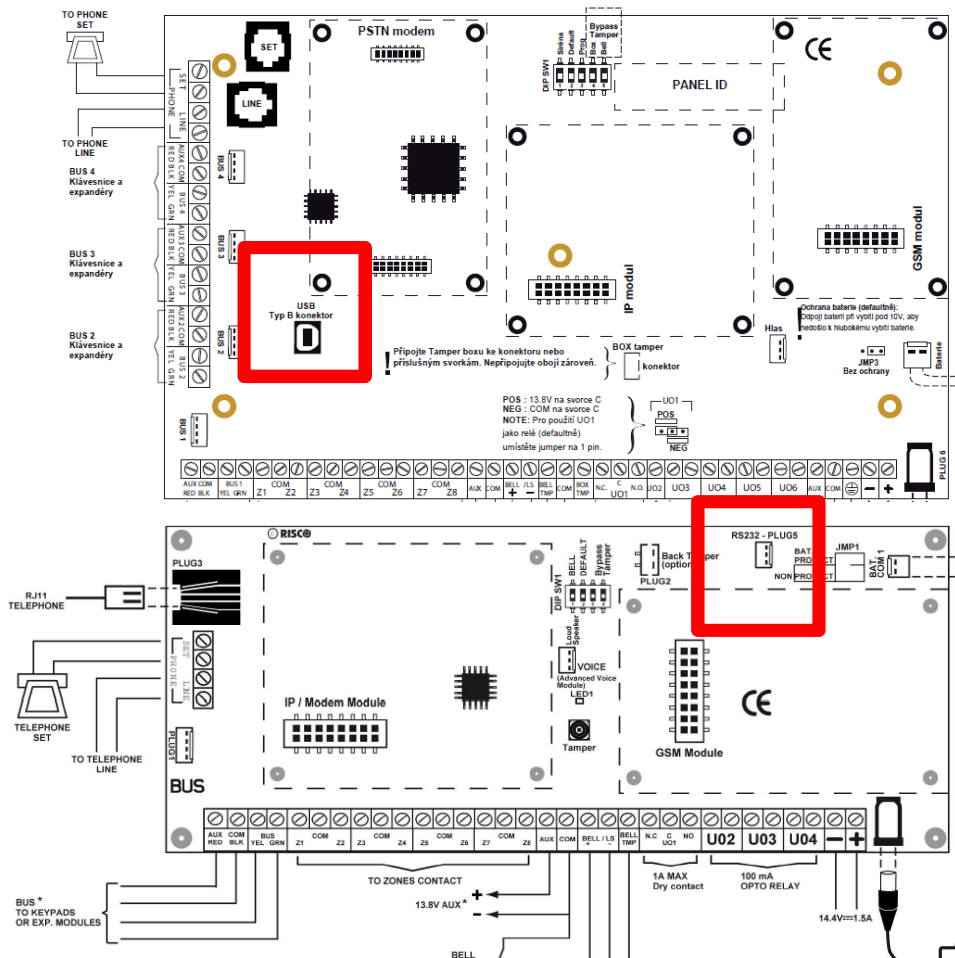 TO PHONE
SET
SET
PHONE
LINE
TO PHONE
LINE
SET
LINE
PSTN modem
Siréna
Default
Prog
Box
Bell
Bypass
Tamper
DIP SW1
1 2 3 4 5
PANEL ID
BUS 4
Klávesnice a
expandéry
AUX4 COM
RED BLK
BUS 4
YEL GRN
BUS 4
BUS 3
Klávesnice a
expandéry
AUX3 COM
RED BLK
BUS 3
YEL GRN
BUS 3
BUS 2
Klávesnice a
expandéry
AUX2 COM
RED BLK
BUS 2
YEL GRN
BUS 2
BUS 1
USB
Typ B konektor
IP modul
GSM modul
CE
! Ochrana baterie (defaultně):
Odpojí baterii při vybití pod 10V, aby
nedošlo k hlubokému vybití baterie.
Hlas
JMP3
Bez ochrany
Baterie
! Připojte Tamper boxu ke konektoru nebo
příslušným svorkám. Nepřipojujte obojí zároveň.
BOX tamper
konektor
POS : 13.8V na svorce C
NEG : COM na svorce C
NOTE: Pro použití UO1
jako relé (defaultně)
umístěte jumper na 1 pin.
UO1
POS
NEG
PLUG 6
AUX COM BUS 1 COM COM COM COM AUX COM BELL /LS BELL COM BOX N.C. C N.O. UO2 UO3 UO4 UO5 UO6 AUX COM - +
RED BLK YEL GRN Z1 Z2 Z3 Z4 Z5 Z6 Z7 Z8 + - TMP TMP UO1
RISCO
PLUG3
RJ11
TELEPHONE
SET
PHONE
LINE
TELEPHONE
SET
TO TELEPHONE
LINE
PLUG1
BUS
IP / Modem Module
BELL
DEFAULT
Bypass
Tamper
DIP SW1
Loud
Speaker
VOICE
(Advanced Voice
Module)
LED1
Tamper
Back Tamper
(option
PLUG2
RS232 - PLUG5
BAT.
PROTECT
NON PROTECT
JMP1
BAT.
COM 1
GSM Module
CE
AUX COM BUS COM COM COM COM AUX COM BELL / LS BELL N.C C NO U02 U03 U04 - +
RED BLK YEL GRN Z1 Z2 Z3 Z4 Z5 Z6 Z7 Z8 + - TMP UO1
TO ZONES CONTACT
1A MAX
Dry contact
100 mA
OPTO RELAY
BUS *
TO KEYPADS
OR EXP. MODULES
+
13.8V AUX *
-
14.4V 1.5A
BELL